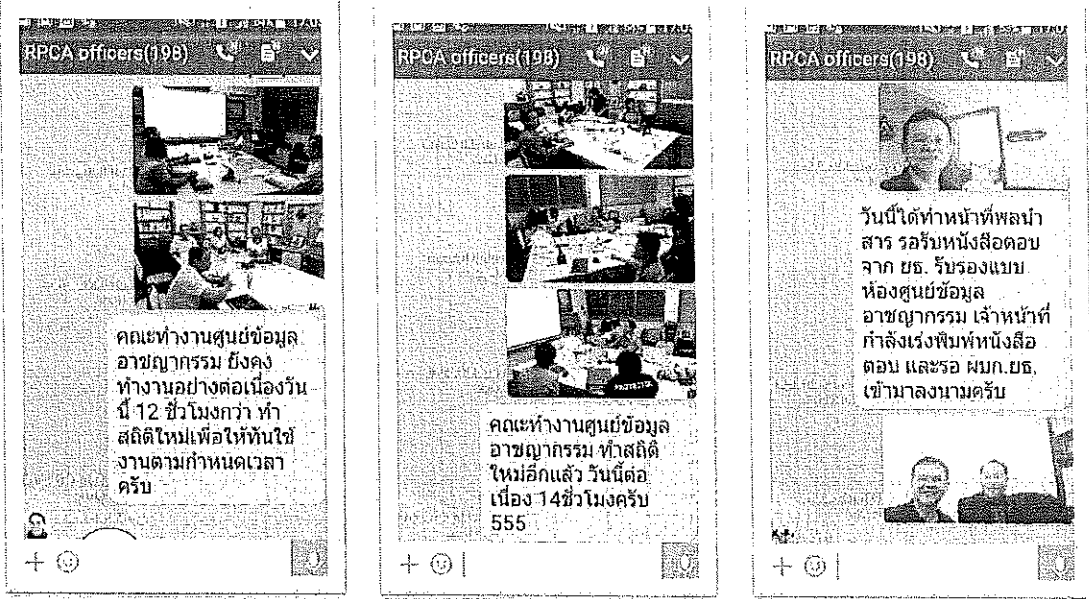 RPCA officers(198)
คณะทำงานศูนย์ข้อมูล
อาชญากรรม ยังคง
ทำงานอย่างต่อเนื่องวัน
นี้ 12 ชั่วโมงกว่า ทำ
สถิติใหม่เพื่อให้ทันใช้
งานตามกำหนดเวลา
ครับ
RPCA officers(198)
คณะทำงานศูนย์ข้อมูล
อาชญากรรม ทำสถิติ
ใหม่อีกแล้ว วันนี้ต่อ
เนื่อง 14ชั่วโมงครับ
555
RPCA officers(198)
วันนี้ได้ทำหน้าที่พลนำ
สาร รอรับหนังสือตอบ
จาก ยธ. รับรองแบบ
ห้องศูนย์ข้อมูล
อาชญากรรม เจ้าหน้าที่
กำลังเร่งพิมพ์หนังสือ
ตอบ และรอ ผบก.ยธ.
เข้ามาลงนามครับ